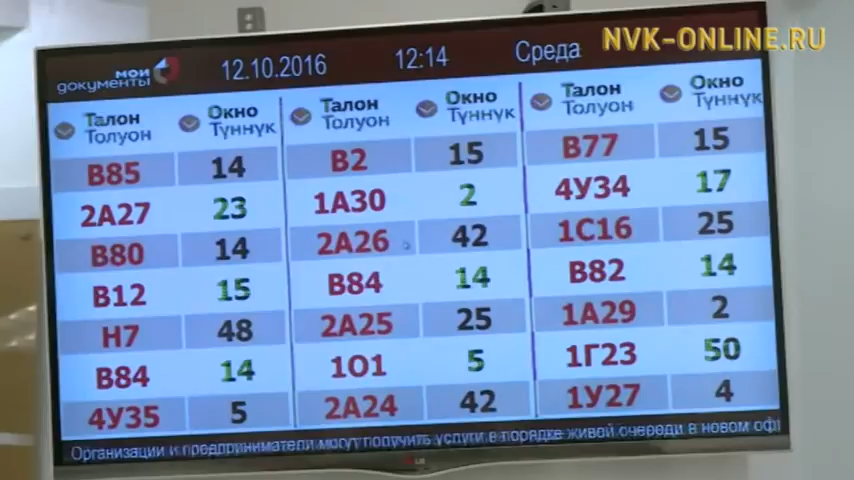 NVK-ONLINE.RU
мои документы 12.10.2016 12:14 Среда
Талон Окно Талон Окно Талон Окно
Толуон Түннүк Толуон Түннүк Толуон Түннүк
В85 14 В2 15 В77 15
2А27 23 1А30 2 4У34 17
В80 14 2А26 42 1С16 25
В12 15 В84 14 В82 14
Н7 48 2А25 25 1А29 2
В84 14 1О1 5 1Г23 50
4У35 5 2А24 42 1У27 4
Организации и предприниматели могут получить услуги в порядке живой очереди в новом оф
LG